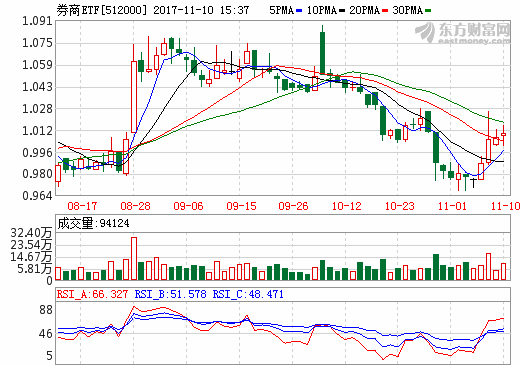 券商ETF[512000] 2017-11-10 15:37 5PMA 10PMA 20PMA 30PMA
东方财富网
eastmoney.com
1.091
1.075
1.059
1.043
1.028
1.012
0.996
0.980
0.964
08-17 08-28 09-06 09-15 09-26 10-12 10-23 11-01 11-10
成交量:94124
32.40万
23.54万
14.67万
5.81万
0
RSI_A:66.327 RSI_B:51.578 RSI_C:48.471
88
46
5